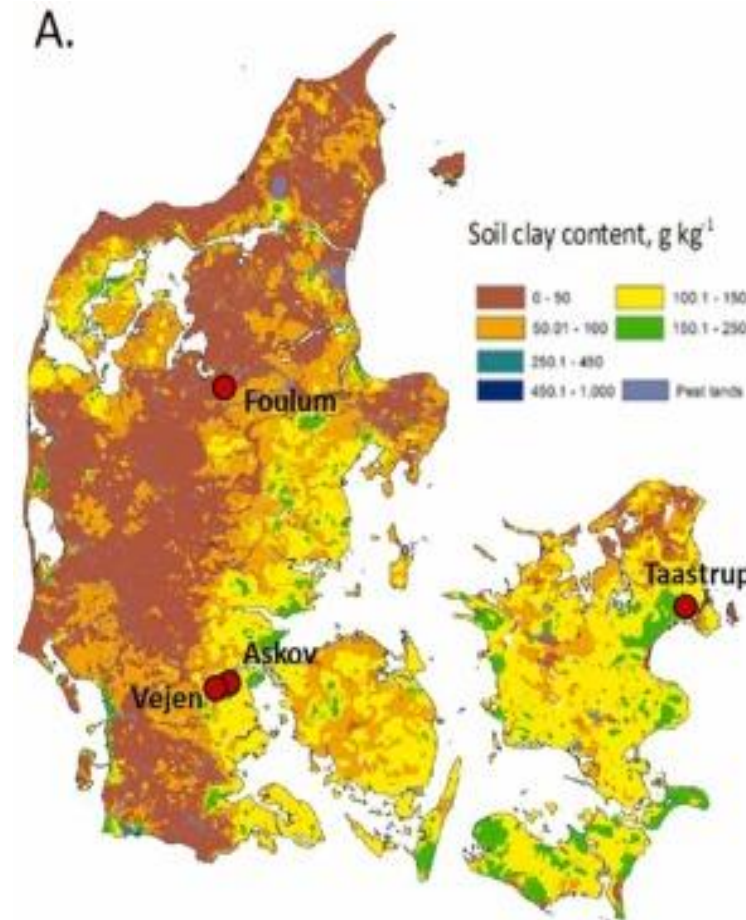 A.
Soil clay content, g kg⁻¹
0 - 50 100.1 - 150
50.01 - 100 150.1 - 250
250.1 - 450
450.1 - 1,000 Peat lands
Foulum
Taastrup
Askov
Vejen